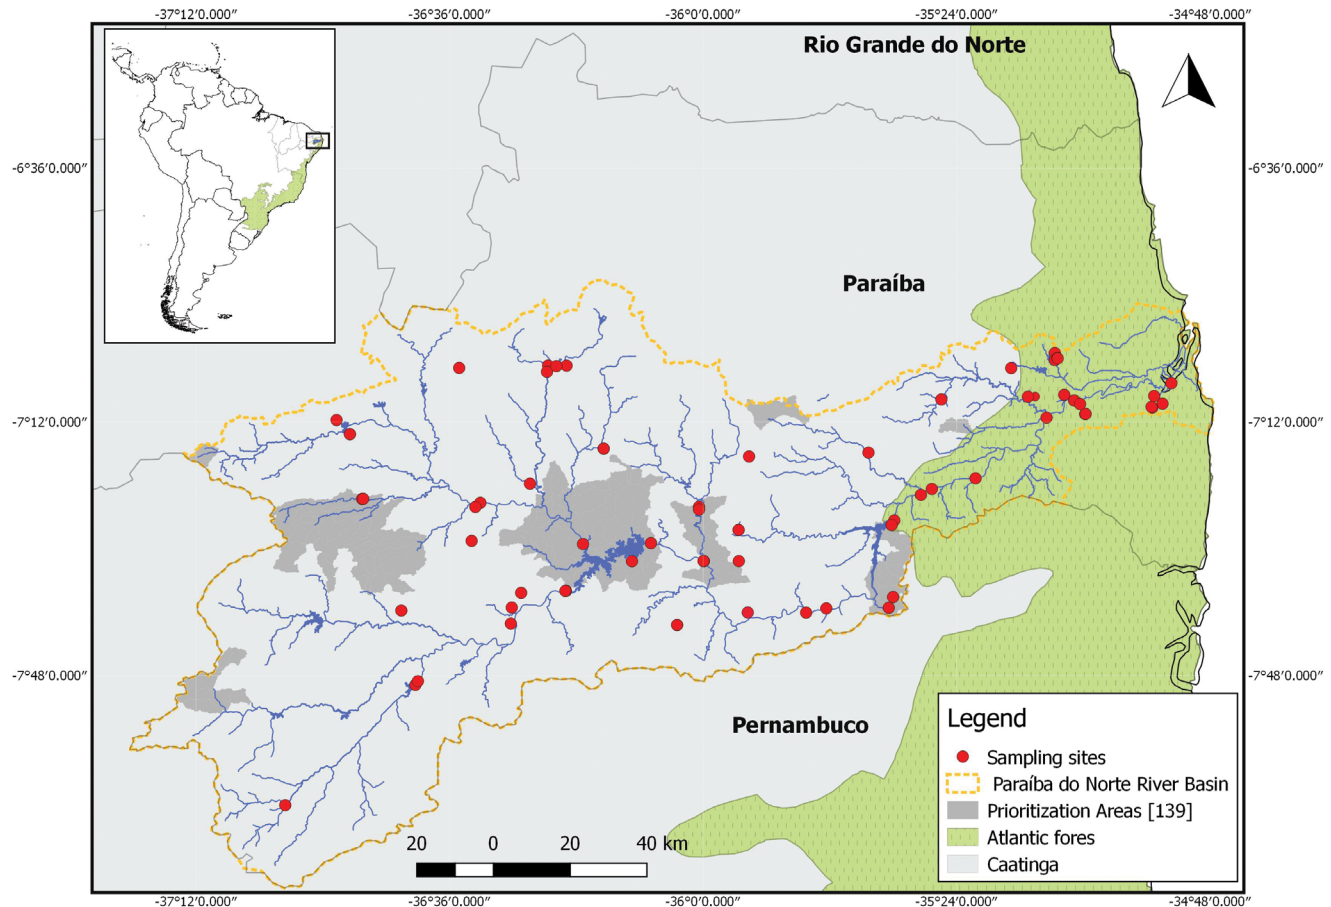 -37°12′0.000″
-36°36′0.000″
-36°0′0.000″
-35°24′0.000″
-34°48′0.000″
Rio Grande do Norte
-6°36′0.000″
-6°36′0.000″
Paraíba
-7°12′0.000″
-7°12′0.000″
-7°48′0.000″
-7°48′0.000″
Pernambuco
Legend
Sampling sites
Paraíba do Norte River Basin
Prioritization Areas [139]
Atlantic fores
Caatinga
20 0 20 40 km
-37°12′0.000″
-36°36′0.000″
-36°0′0.000″
-35°24′0.000″
-34°48′0.000″